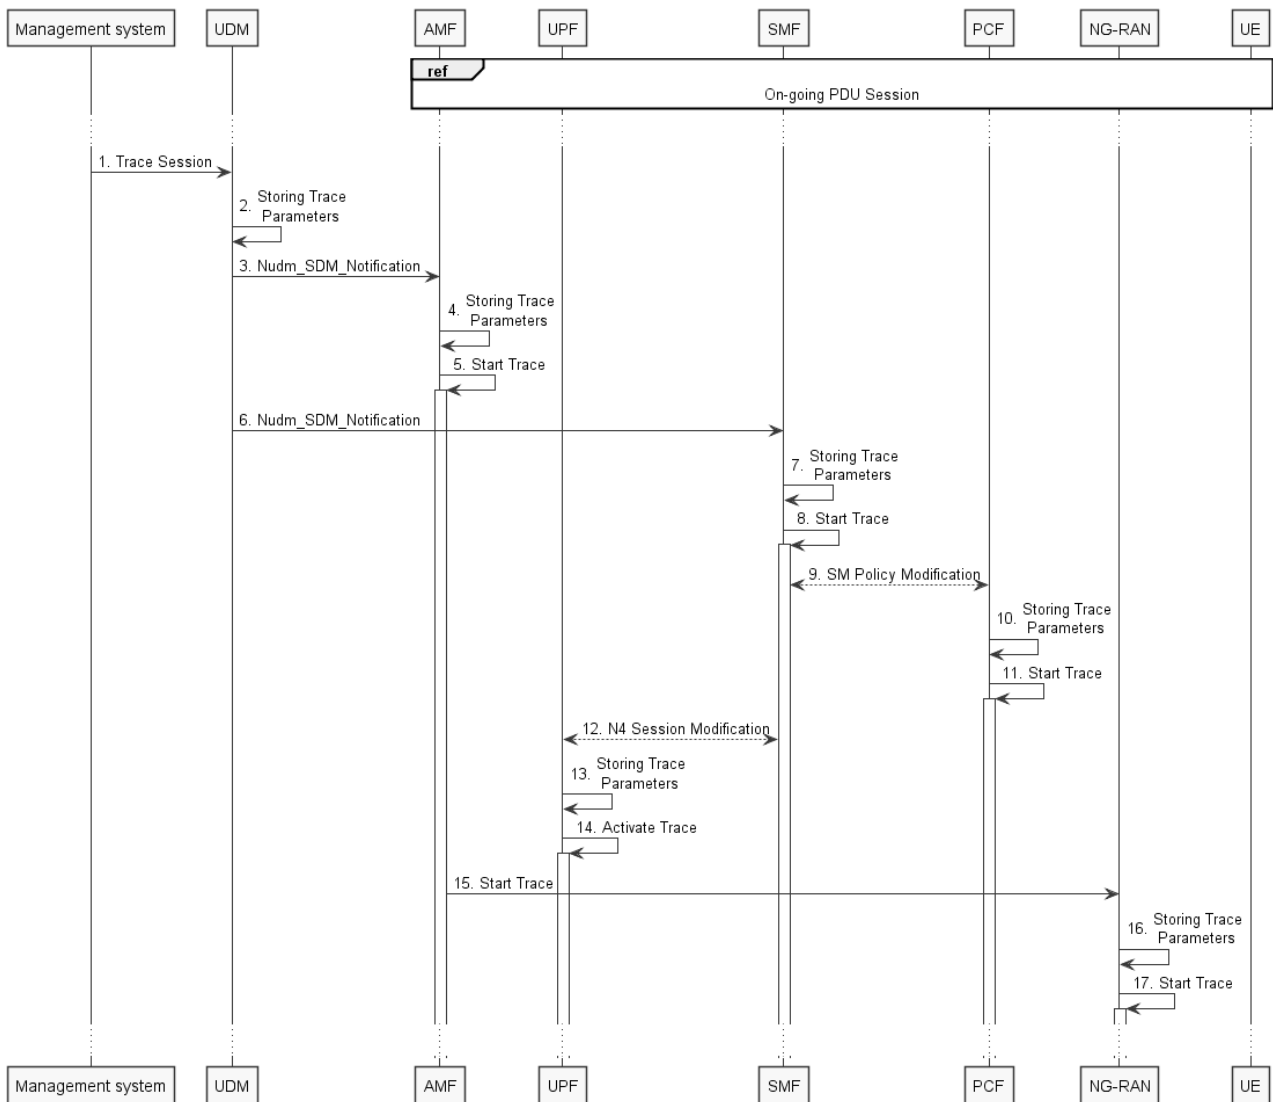 Management system UDM AMF UPF SMF PCF NG-RAN UE
ref
On-going PDU Session
1. Trace Session
2. Storing Trace
Parameters
3. Nudm_SDM_Notification
4. Storing Trace
Parameters
5. Start Trace
6. Nudm_SDM_Notification
7. Storing Trace
Parameters
8. Start Trace
9. SM Policy Modification
10. Storing Trace
Parameters
11. Start Trace
12. N4 Session Modification
13. Storing Trace
Parameters
14. Activate Trace
15. Start Trace
16. Storing Trace
Parameters
17. Start Trace
Management system UDM AMF UPF SMF PCF NG-RAN UE